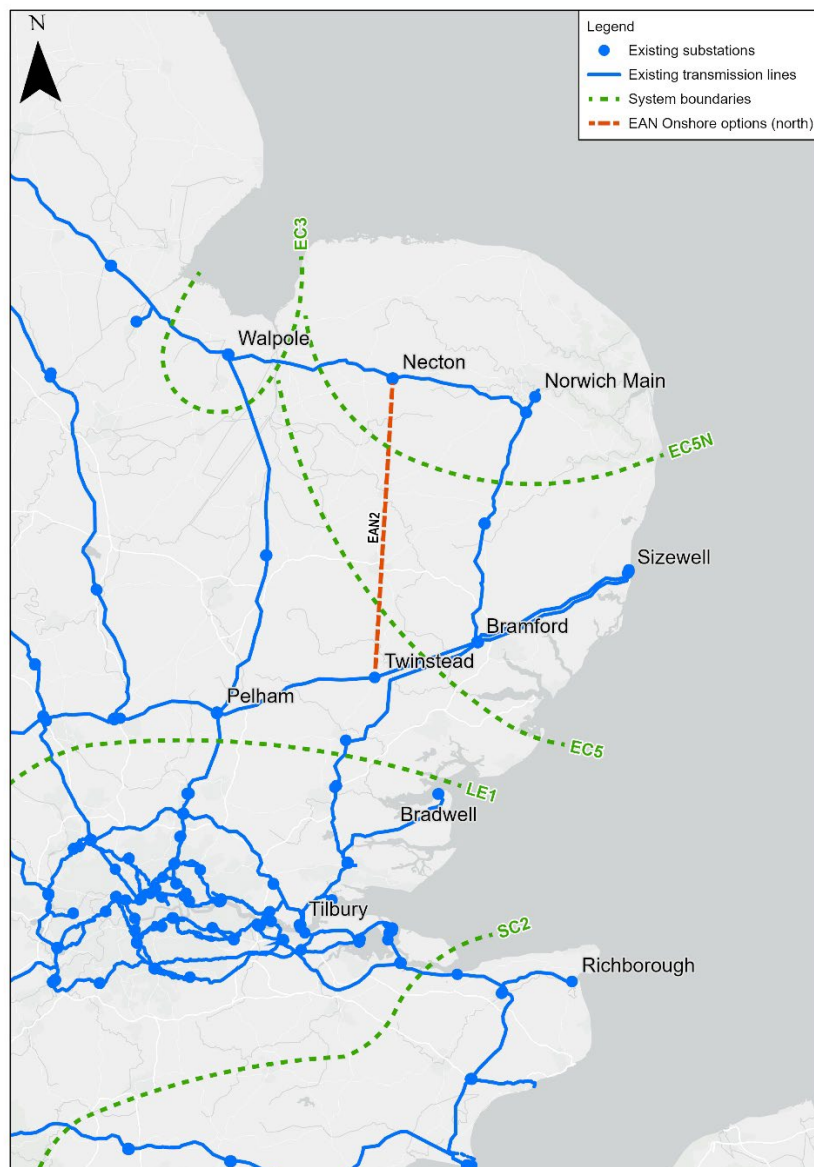 N
Legend
Existing substations
Existing transmission lines
System boundaries
EAN Onshore options (north)
EC3
Walpole
Necton
Norwich Main
EC5N
EAN2
Sizewell
Bramford
Twinstead
Pelham
EC5
LE1
Bradwell
Tilbury
SC2
Richborough